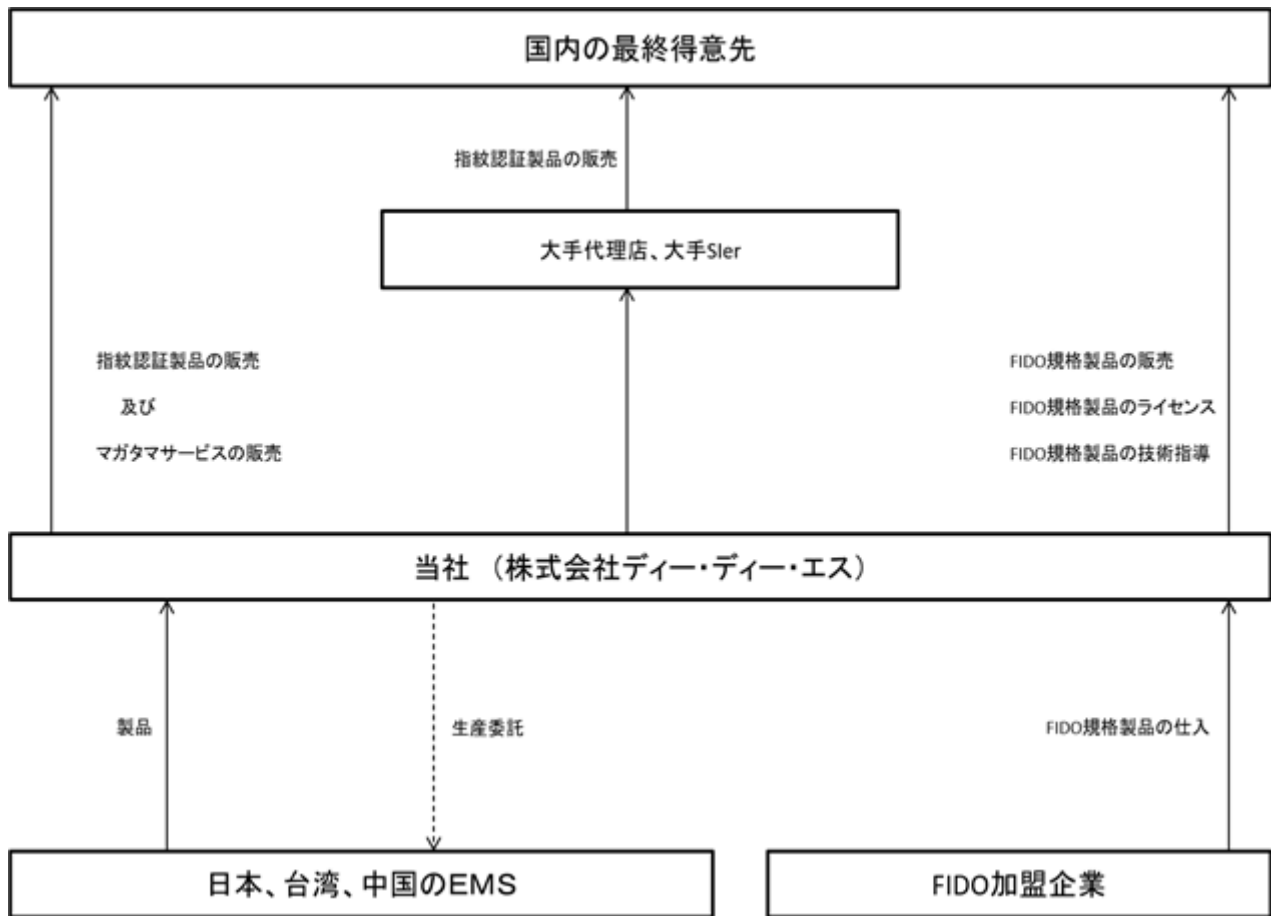 国内の最終得意先
指紋認証製品の販売
大手代理店、大手SIer
指紋認証製品の販売
及び
マガタマサービスの販売
FIDO規格製品の販売
FIDO規格製品のライセンス
FIDO規格製品の技術指導
当社 （株式会社ディー・ディー・エス）
製品
生産委託
FIDO規格製品の仕入
日本、台湾、中国のEMS
FIDO加盟企業